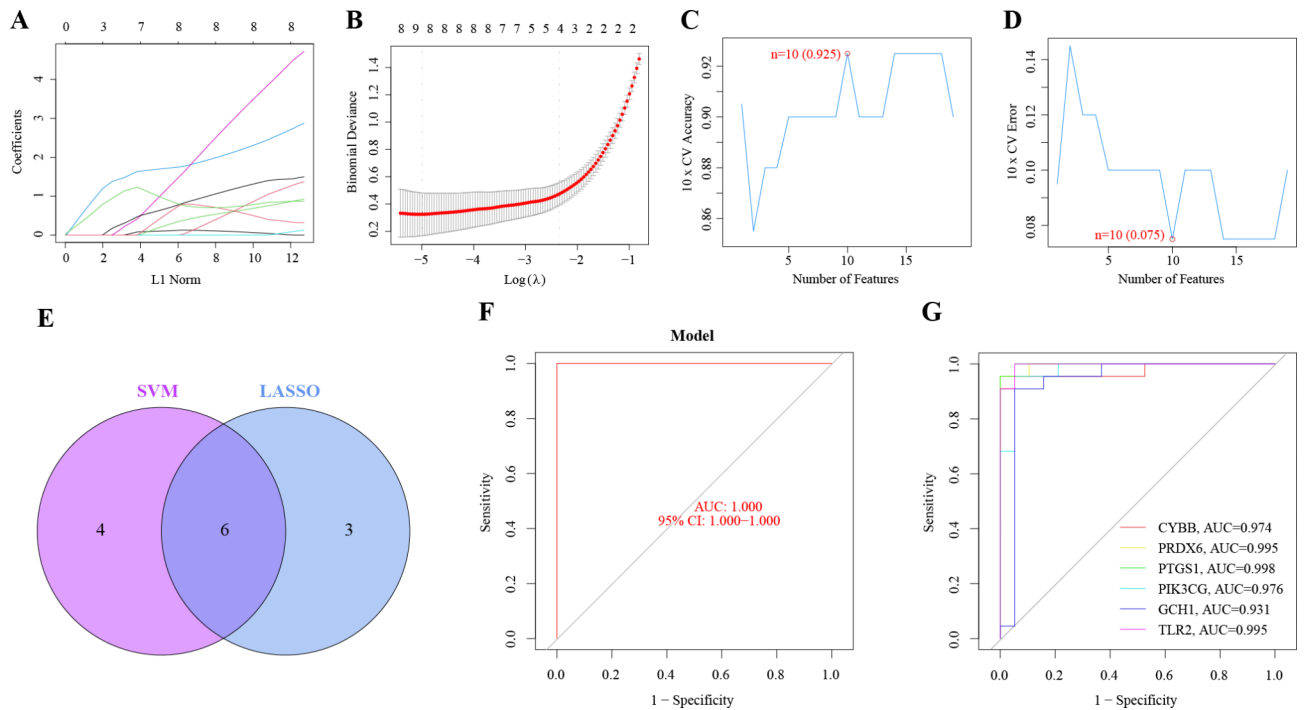 A
0 3 7 8 8 8 8
Coefficients
4
3
2
1
0
0 2 4 6 8 10 12
L1 Norm
B
8 9 8 8 8 8 7 7 5 5 4 3 2 2 2 2 2
Binomial Deviance
1.4
1.2
1.0
0.8
0.6
0.4
0.2
−5 −4 −3 −2 −1
Log(λ)
C
n=10 (0.925)
10 x CV Accuracy
0.92
0.90
0.88
0.86
5 10 15
Number of Features
D
10 x CV Error
0.14
0.12
0.10
0.08
n=10 (0.075)
5 10 15
Number of Features
E
SVM LASSO
4 6 3
F
Model
Sensitivity
1.0
0.8
0.6
0.4
0.2
0.0
AUC: 1.000
95% CI: 1.000−1.000
0.0 0.2 0.4 0.6 0.8 1.0
1 − Specificity
G
Sensitivity
1.0
0.8
0.6
0.4
0.2
0.0
CYBB, AUC=0.974
PRDX6, AUC=0.995
PTGS1, AUC=0.998
PIK3CG, AUC=0.976
GCH1, AUC=0.931
TLR2, AUC=0.995
0.0 0.2 0.4 0.6 0.8 1.0
1 − Specificity